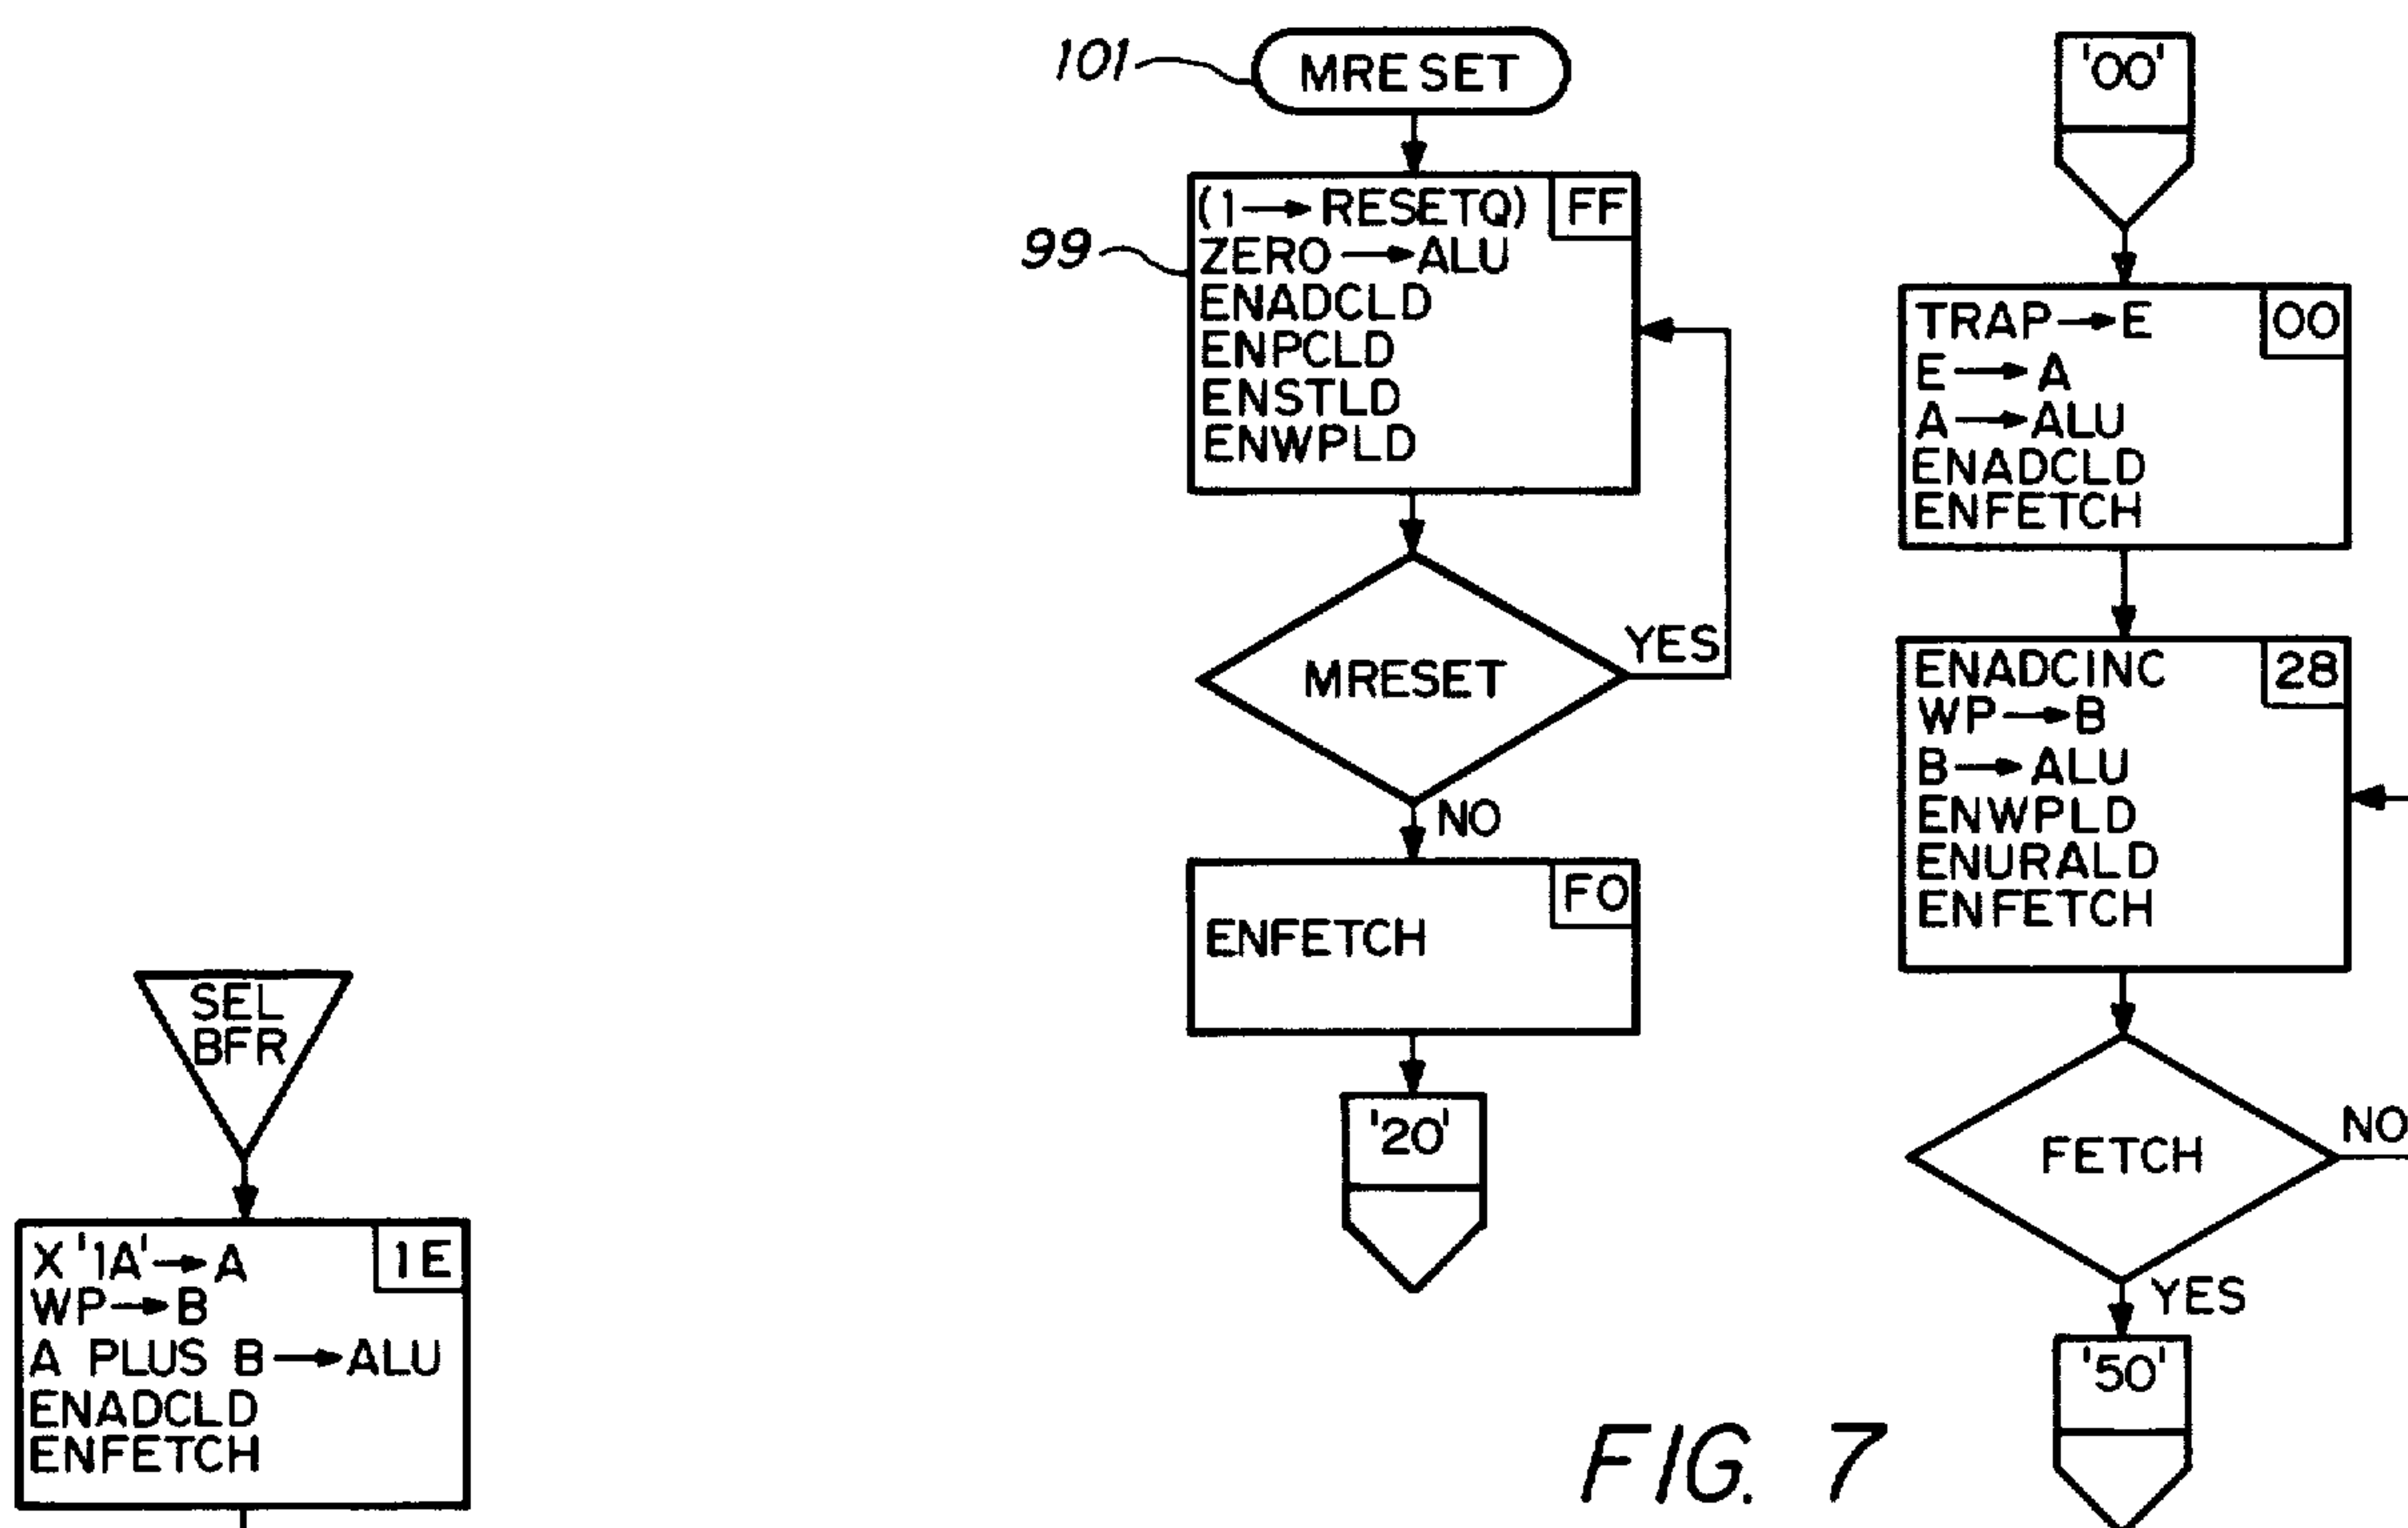 101
MRESET
(1→RESETQ)
FF
99
ZERO→ALU
ENADCLD
ENPCLD
ENSTLD
ENWPLD
MRESET
YES
NO
F0
ENFETCH
'20'
'00'
TRAP→E
00
E→A
A→ALU
ENADCLD
ENFETCH
ENADCINC
28
WP→B
B→ALU
ENWPLD
ENURALD
ENFETCH
FETCH
NO
YES
'50'
SEL
BFR
X'1A'→A
1E
WP→B
A PLUS B→ALU
ENADCLD
ENFETCH
FIG. 7